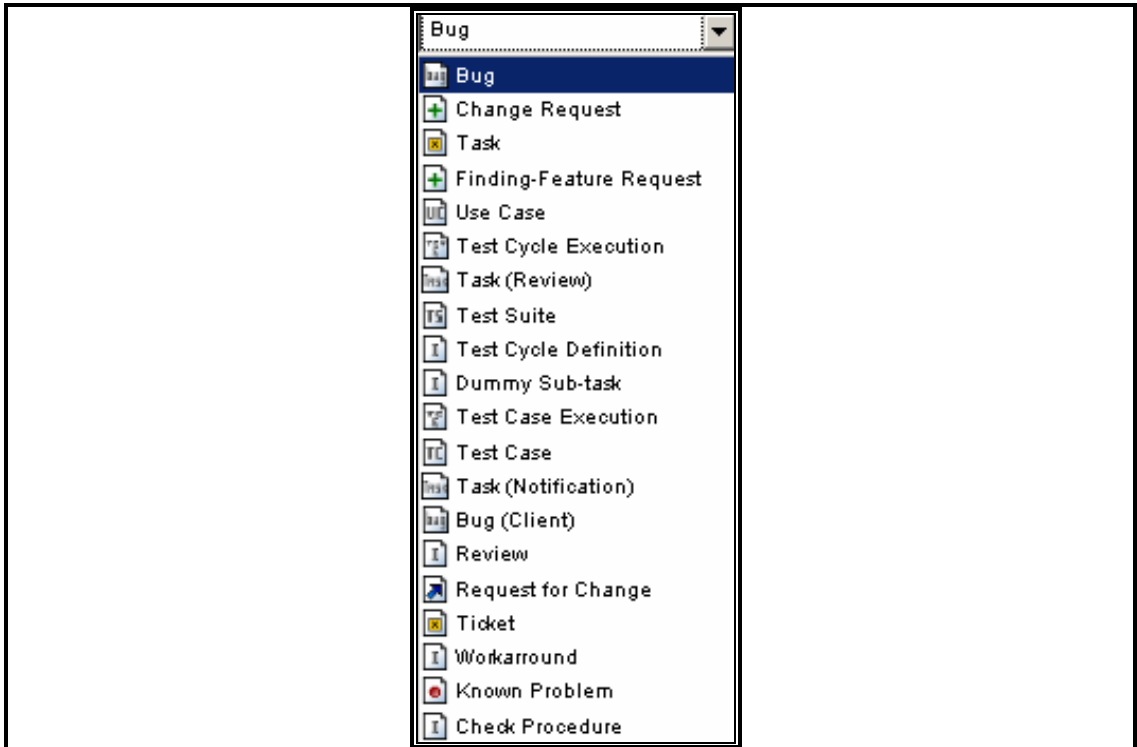 Bug
Bug
Change Request
Task
Finding-Feature Request
Use Case
Test Cycle Execution
Task (Review)
Test Suite
Test Cycle Definition
Dummy Sub-task
Test Case Execution
Test Case
Task (Notification)
Bug (Client)
Review
Request for Change
Ticket
Workarround
Known Problem
Check Procedure